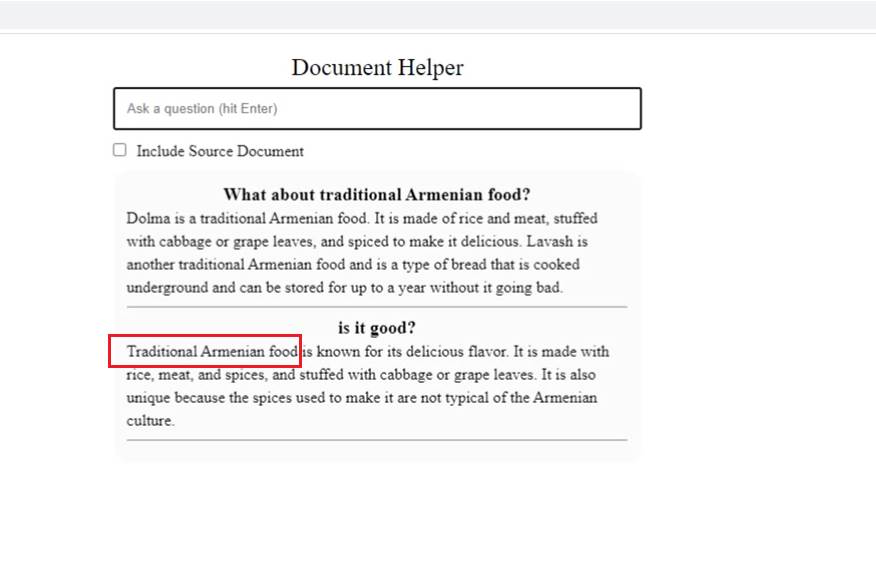 Document Helper
Ask a question (hit Enter)
Include Source Document
What about traditional Armenian food?
Dolma is a traditional Armenian food. It is made of rice and meat, stuffed
with cabbage or grape leaves, and spiced to make it delicious. Lavash is
another traditional Armenian food and is a type of bread that is cooked
underground and can be stored for up to a year without it going bad.
is it good?
Traditional Armenian food is known for its delicious flavor. It is made with
rice, meat, and spices, and stuffed with cabbage or grape leaves. It is also
unique because the spices used to make it are not typical of the Armenian
culture.